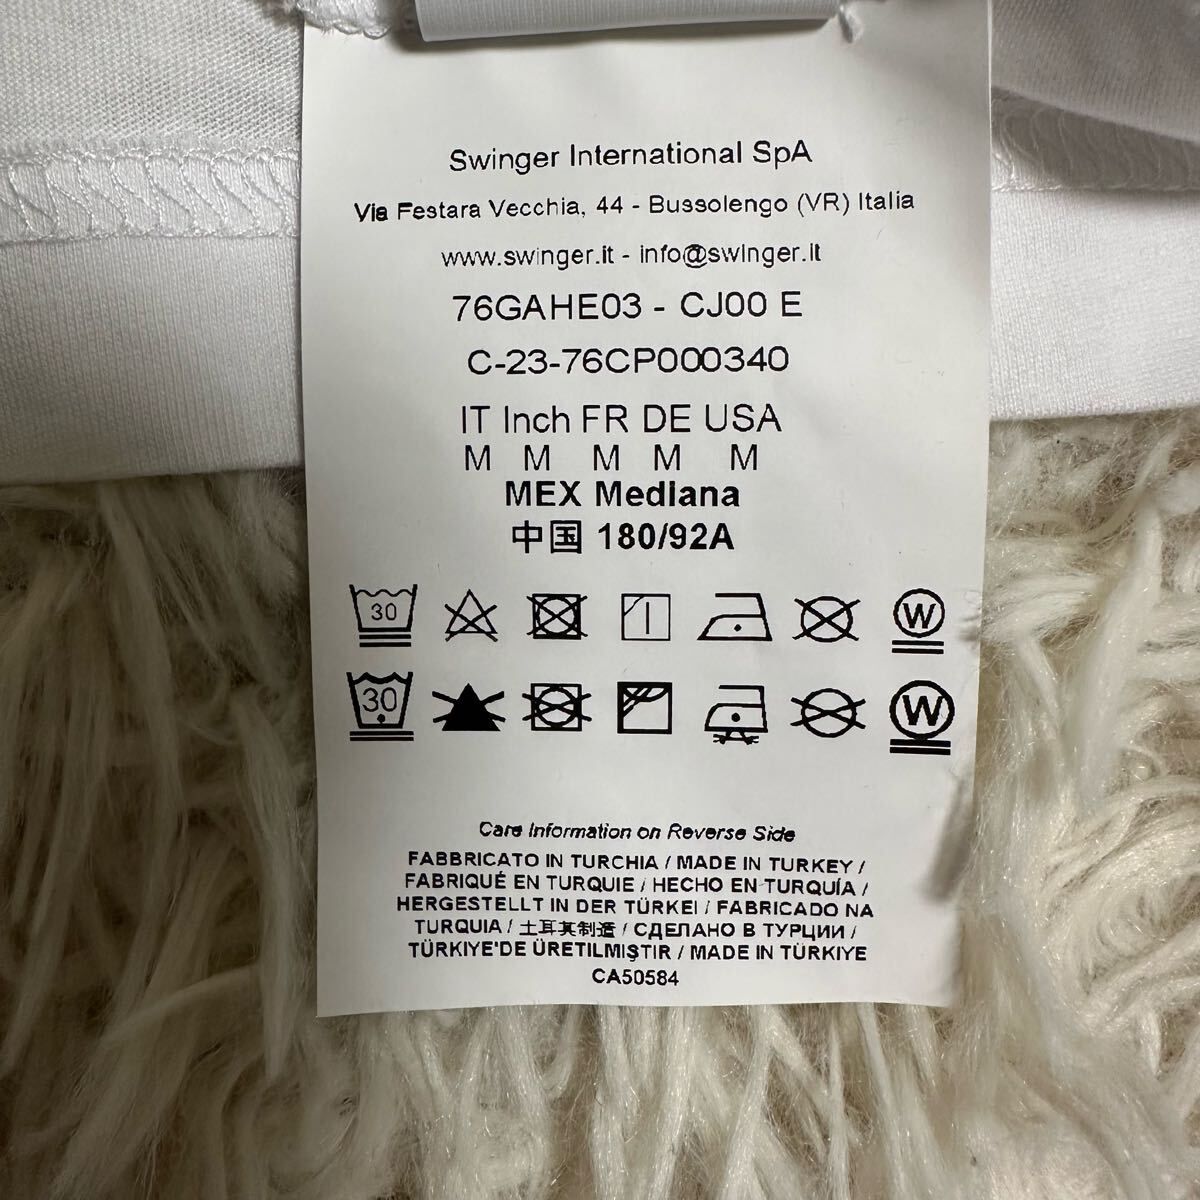 Swinger International SpA
Via Festara Vecchia, 44 - Bussolengo (VR) Italia
www.swinger.it - info@swinger.it
76GAHE03 - CJ00 E
C-23-76CP000340
IT Inch FR DE USA
M M M M M
MEX Mediana
中国 180/92A
30 W
30 W
Care Information on Reverse Side
FABBRICATO IN TURCHIA / MADE IN TURKEY /
FABRIQUÉ EN TURQUIE / HECHO EN TURQUÍA /
HERGESTELLT IN DER TÜRKEI / FABRICADO NA
TURQUIA / 土耳其制造 / СДЕЛАНО В ТУРЦИИ /
TÜRKIYE'DE ÜRETILMIŞTIR / MADE IN TÜRKIYE
CA50584